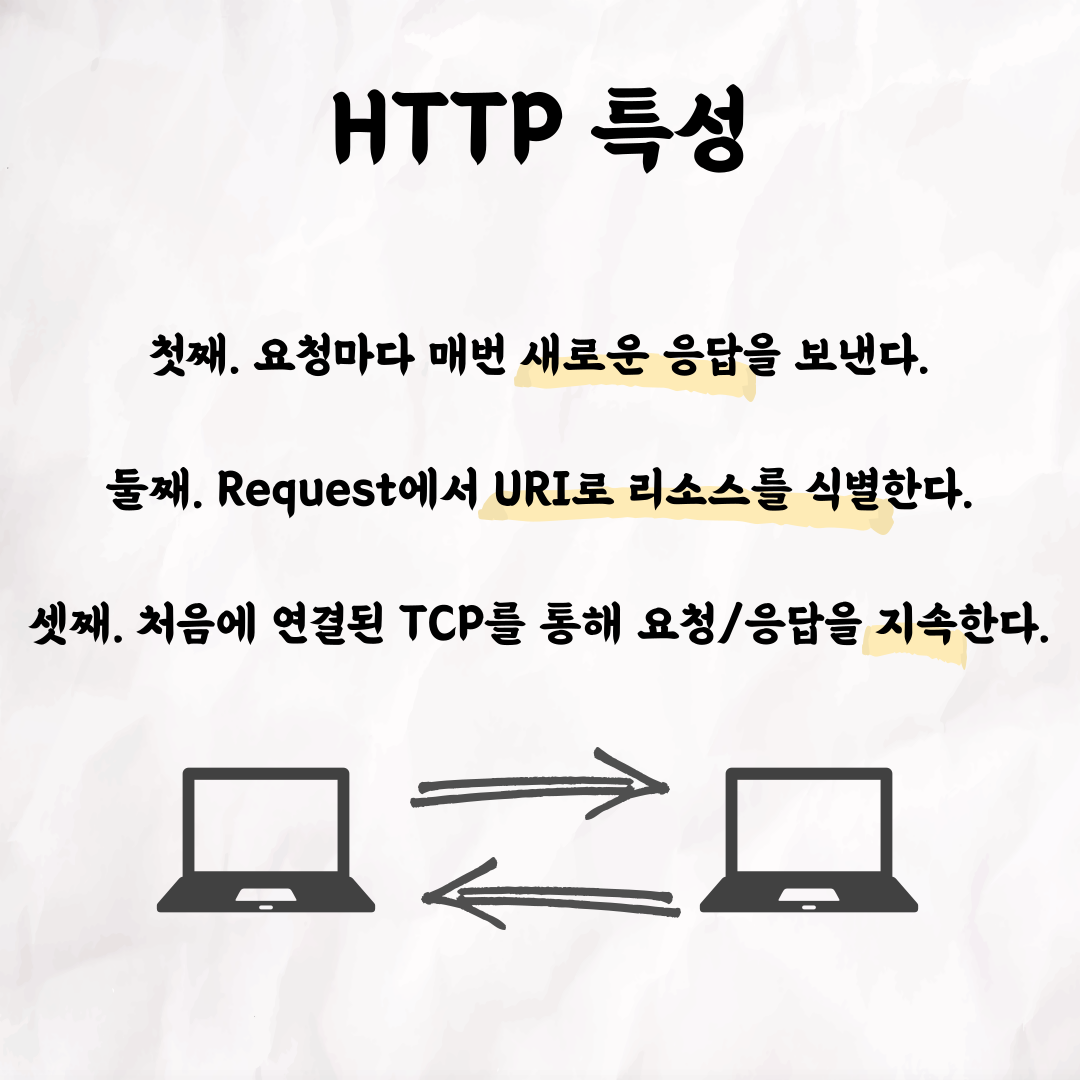 HTTP 특성
첫째. 요청마다 매번 새로운 응답을 보낸다.
둘째. Request에서 URI로 리소스를 식별한다.
셋째. 처음에 연결된 TCP를 통해 요청/응답을 지속한다.